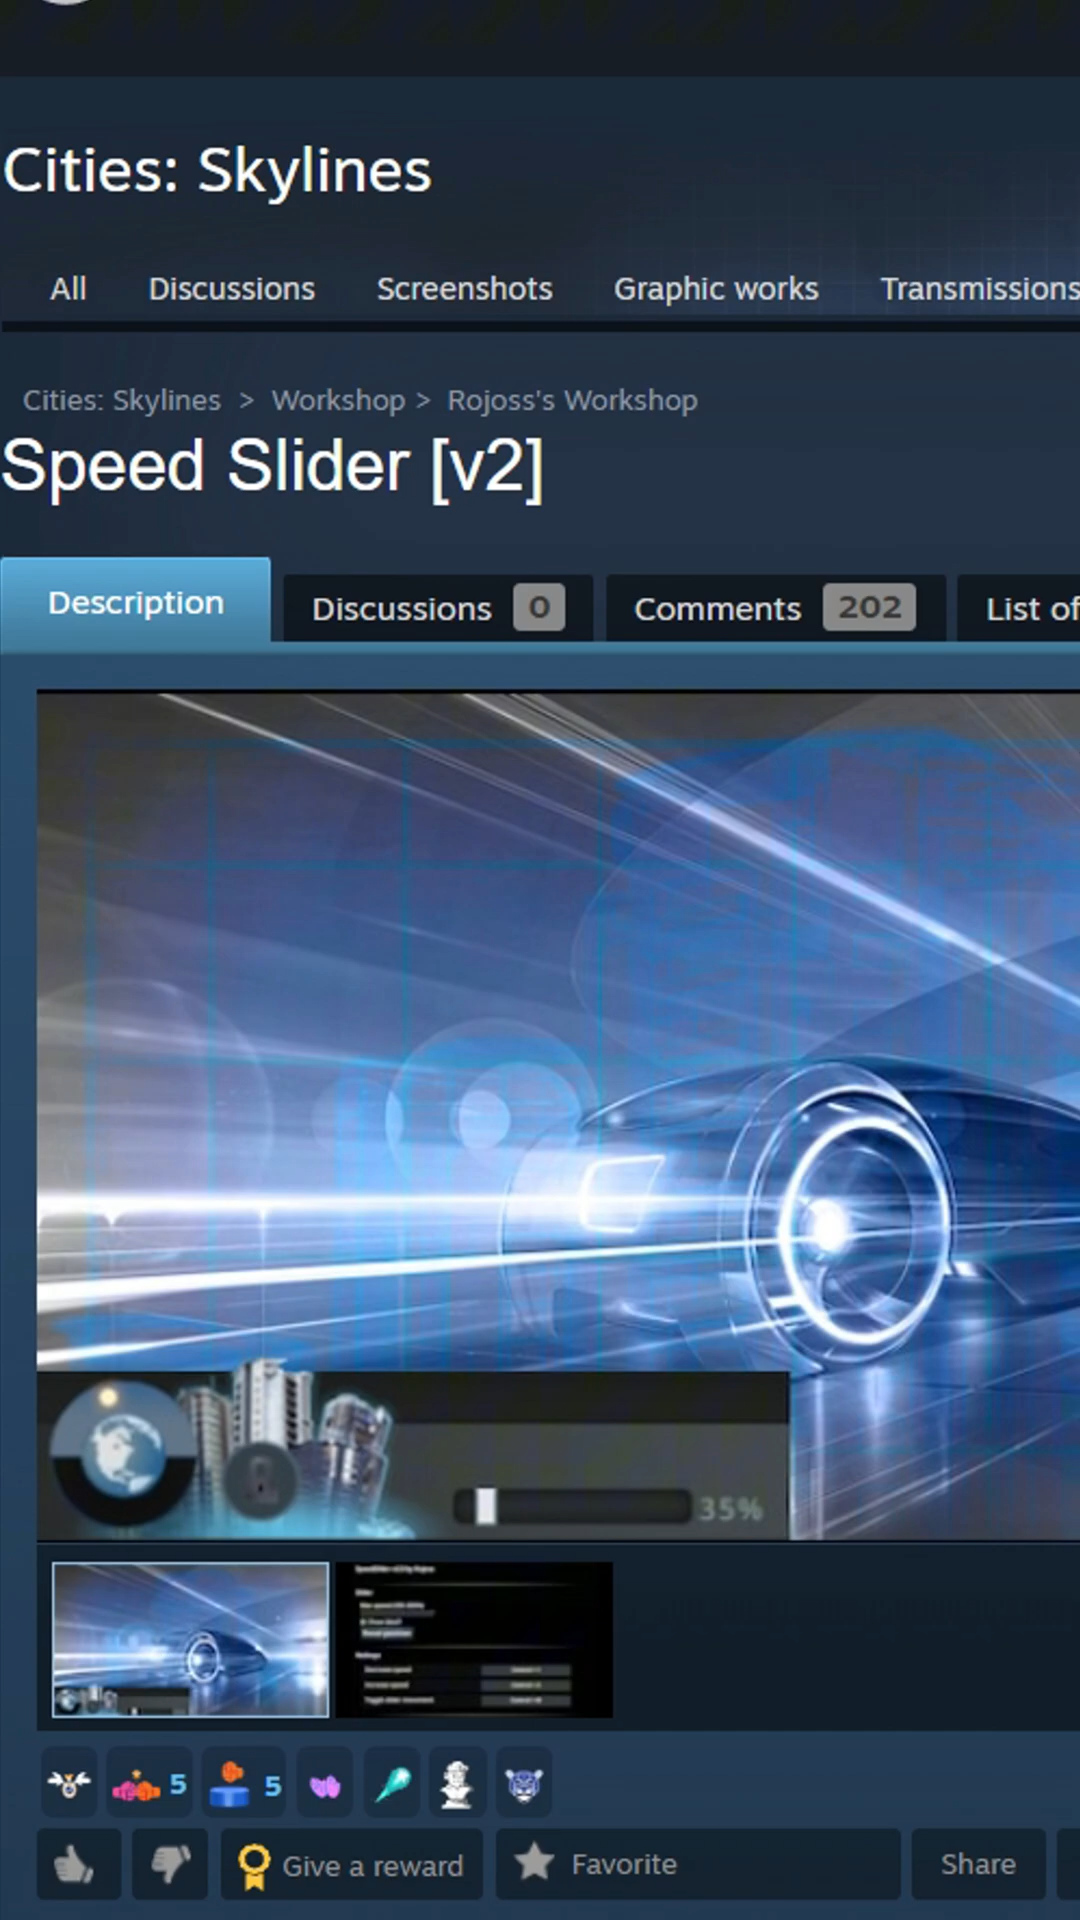 Cities: Skylines
All Discussions Screenshots Graphic works Transmissions
Cities: Skylines > Workshop > Rojoss's Workshop
Speed Slider [v2]
Description Discussions 0 Comments 202 List of
35%
5 5
Give a reward Favorite Share